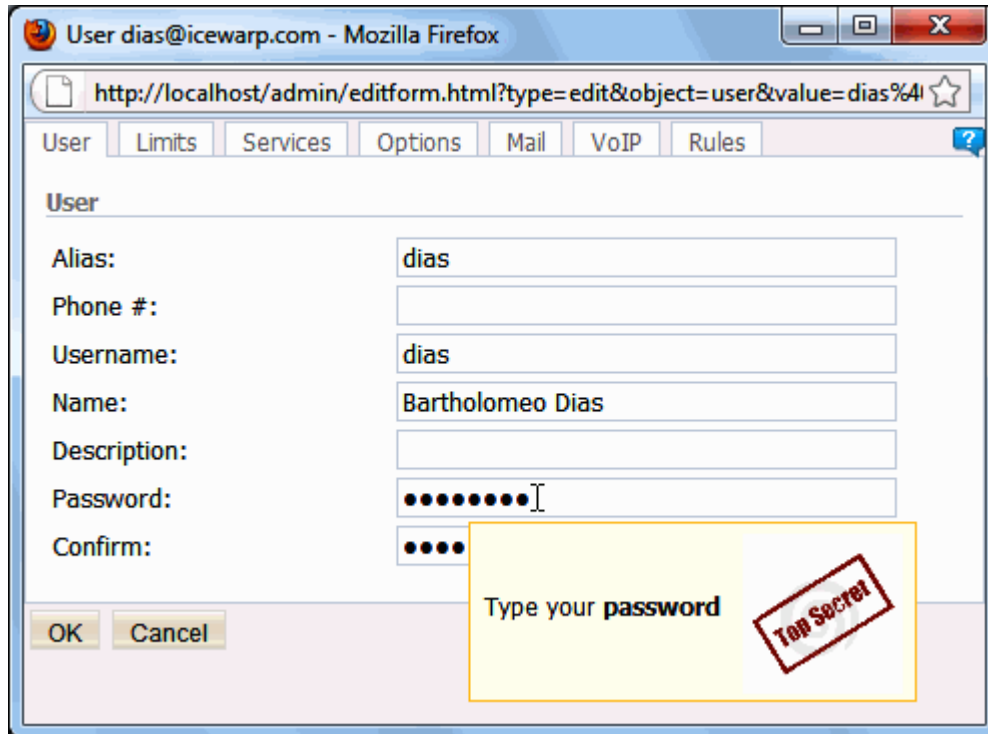 User dias@icewarp.com - Mozilla Firefox
http://localhost/admin/editform.html?type=edit&object=user&value=dias%4
User Limits Services Options Mail VoIP Rules
User
Alias: dias
Phone #:
Username: dias
Name: Bartholomeo Dias
Description:
Password: ●●●●●●●●
Confirm: ●●●●
Type your password
Top Secret
OK Cancel